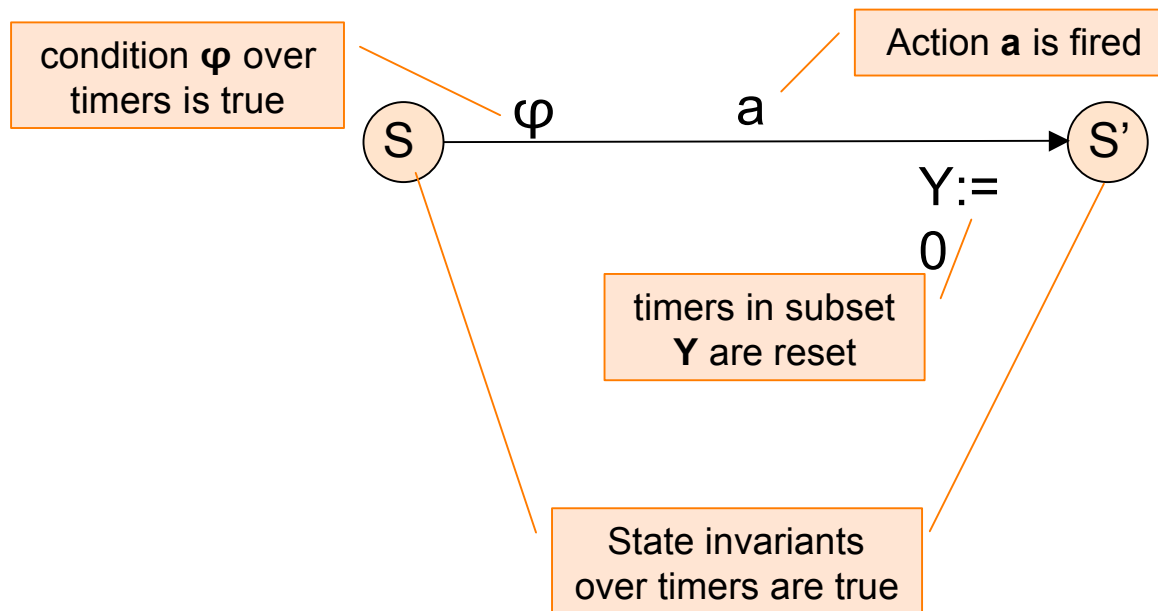 condition φ over
timers is true
Action a is fired
φ
a
S
S’
Y:=
0
timers in subset
Y are reset
State invariants
over timers are true